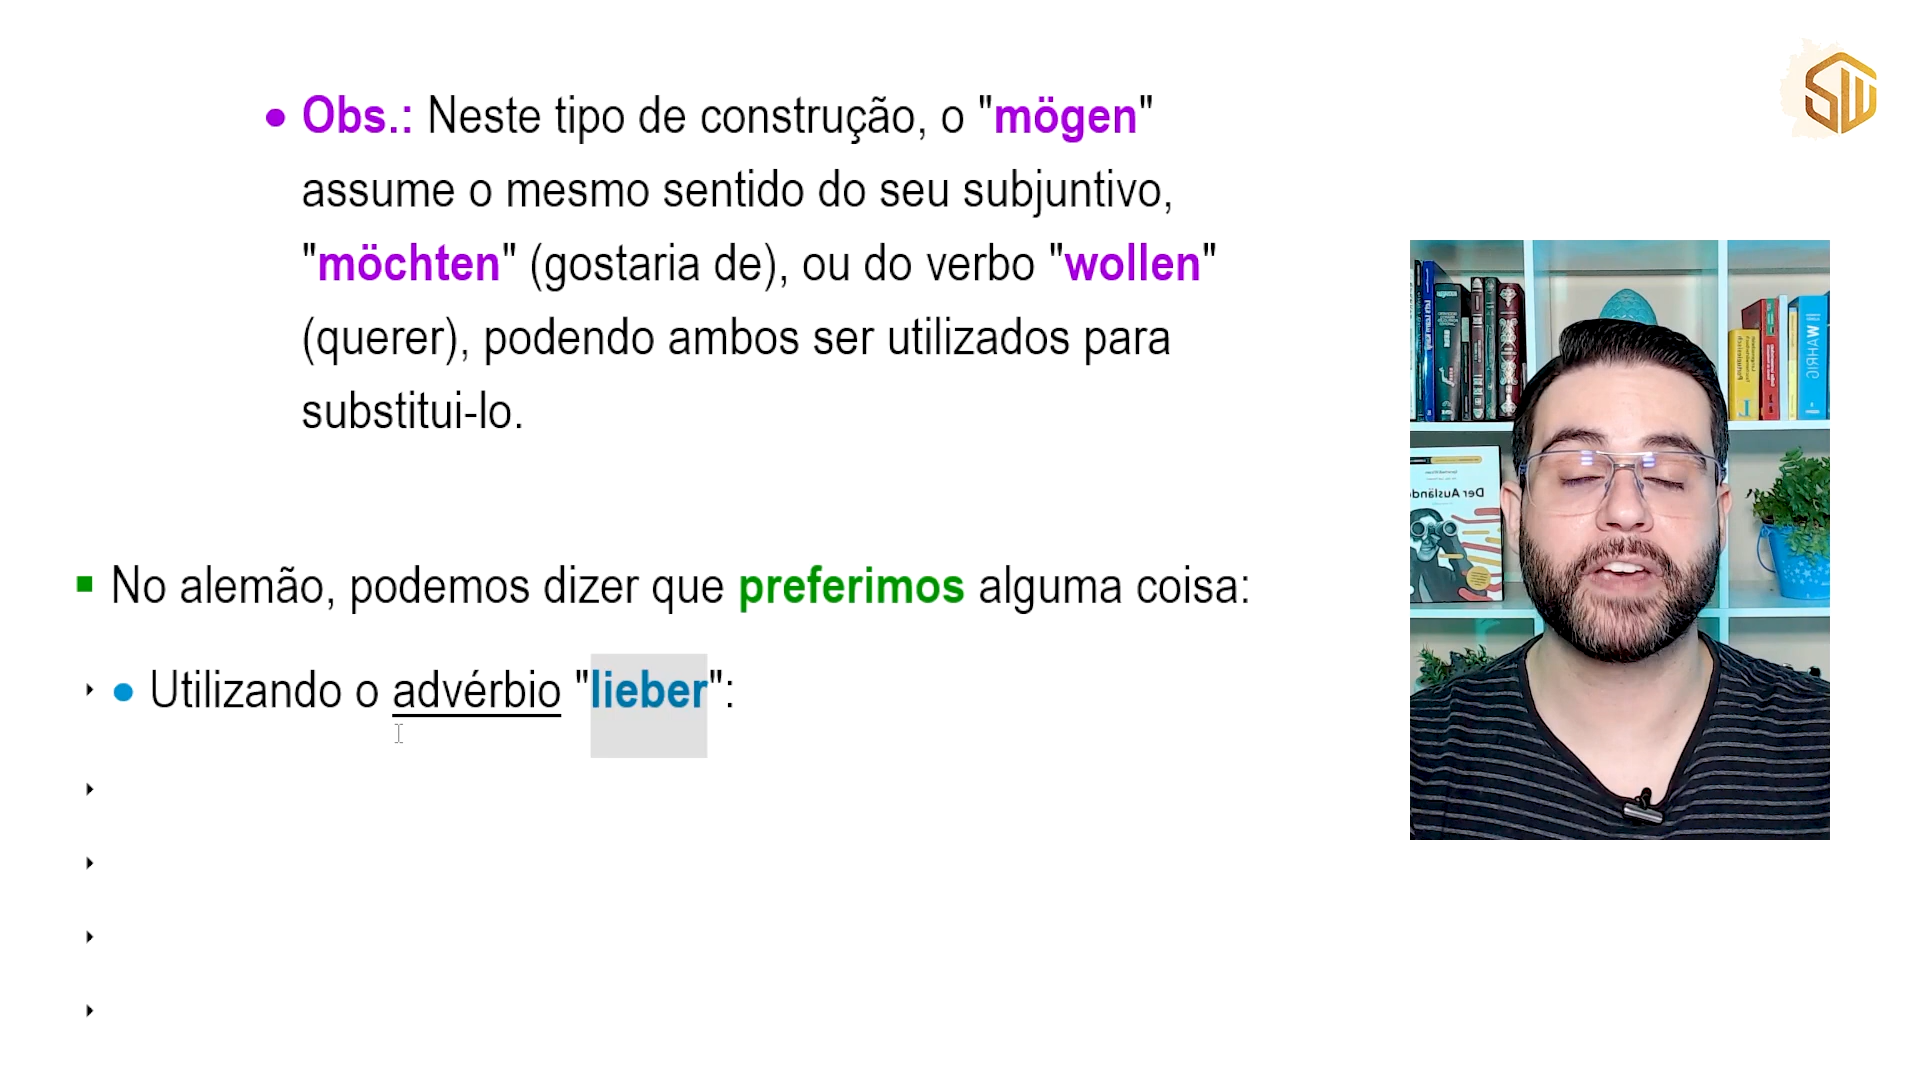 • Obs.: Neste tipo de construção, o "mögen"
assume o mesmo sentido do seu subjuntivo,
"möchten" (gostaria de), ou do verbo "wollen"
(querer), podendo ambos ser utilizados para
substitui-lo.
▪ No alemão, podemos dizer que preferimos alguma coisa:
• Utilizando o advérbio "lieber":
WAHRIG